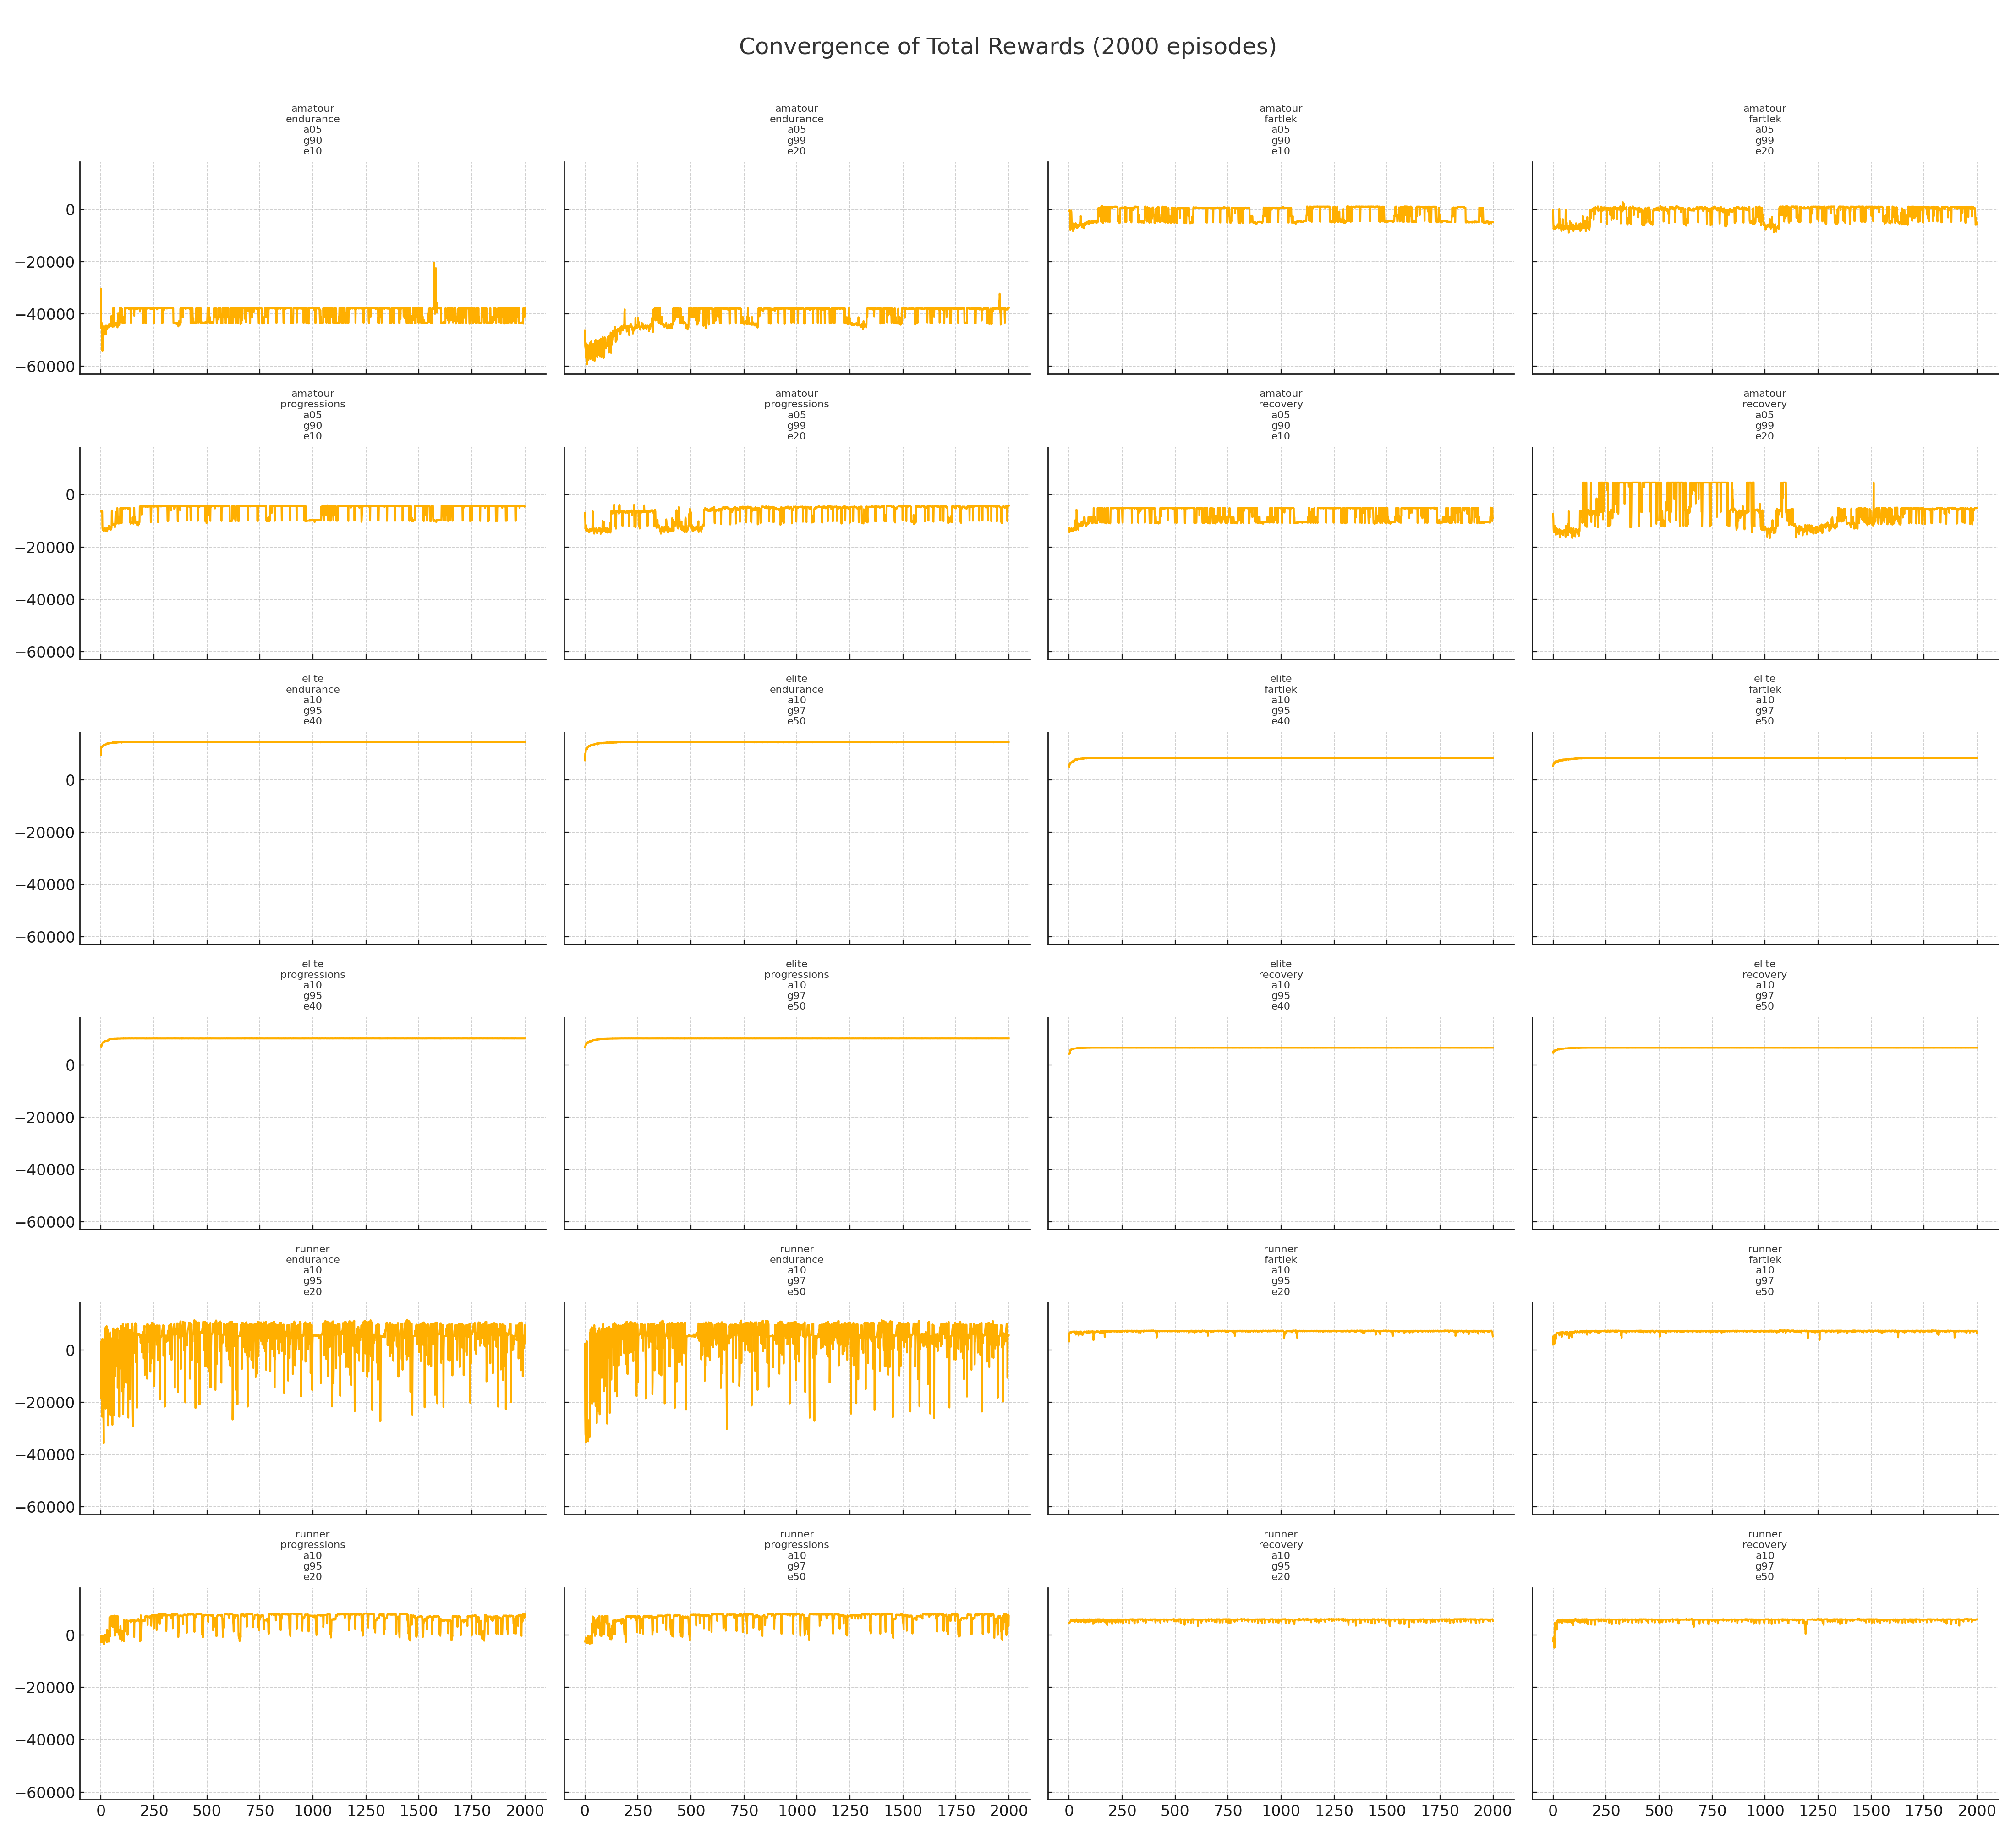 Convergence of Total Rewards (2000 episodes)
amatour
endurance
a05
g90
e10
amatour
endurance
a05
g99
e20
amatour
fartlek
a05
g90
e10
amatour
fartlek
a05
g99
e20
0
−20000
−40000
−60000
amatour
progressions
a05
g90
e10
amatour
progressions
a05
g99
e20
amatour
recovery
a05
g90
e10
amatour
recovery
a05
g99
e20
0
−20000
−40000
−60000
elite
endurance
a10
g95
e40
elite
endurance
a10
g97
e50
elite
fartlek
a10
g95
e40
elite
fartlek
a10
g97
e50
0
−20000
−40000
−60000
elite
progressions
a10
g95
e40
elite
progressions
a10
g97
e50
elite
recovery
a10
g95
e40
elite
recovery
a10
g97
e50
0
−20000
−40000
−60000
runner
endurance
a10
g95
e20
runner
endurance
a10
g97
e50
runner
fartlek
a10
g95
e20
runner
fartlek
a10
g97
e50
0
−20000
−40000
−60000
runner
progressions
a10
g95
e20
runner
progressions
a10
g97
e50
runner
recovery
a10
g95
e20
runner
recovery
a10
g97
e50
0
−20000
−40000
−60000
0 250 500 750 1000 1250 1500 1750 2000
0 250 500 750 1000 1250 1500 1750 2000
0 250 500 750 1000 1250 1500 1750 2000
0 250 500 750 1000 1250 1500 1750 2000